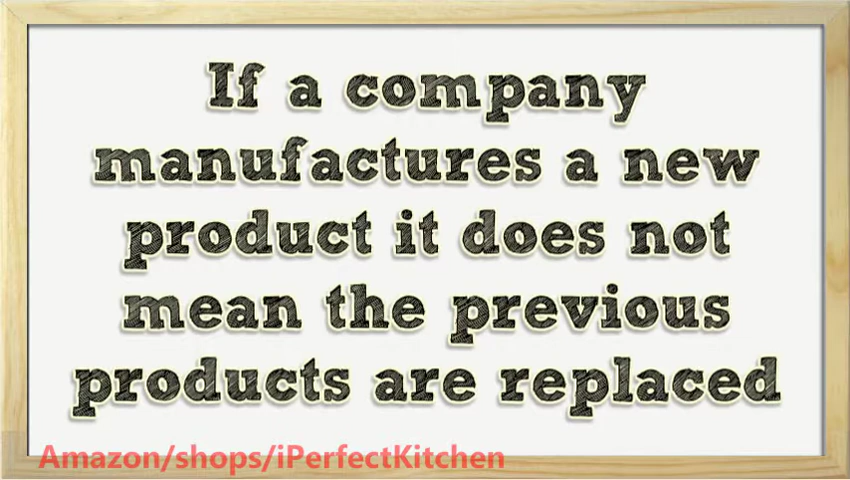 If a company
manufactures a new
product it does not
mean the previous
products are replaced
Amazon/shops/iPerfectKitchen